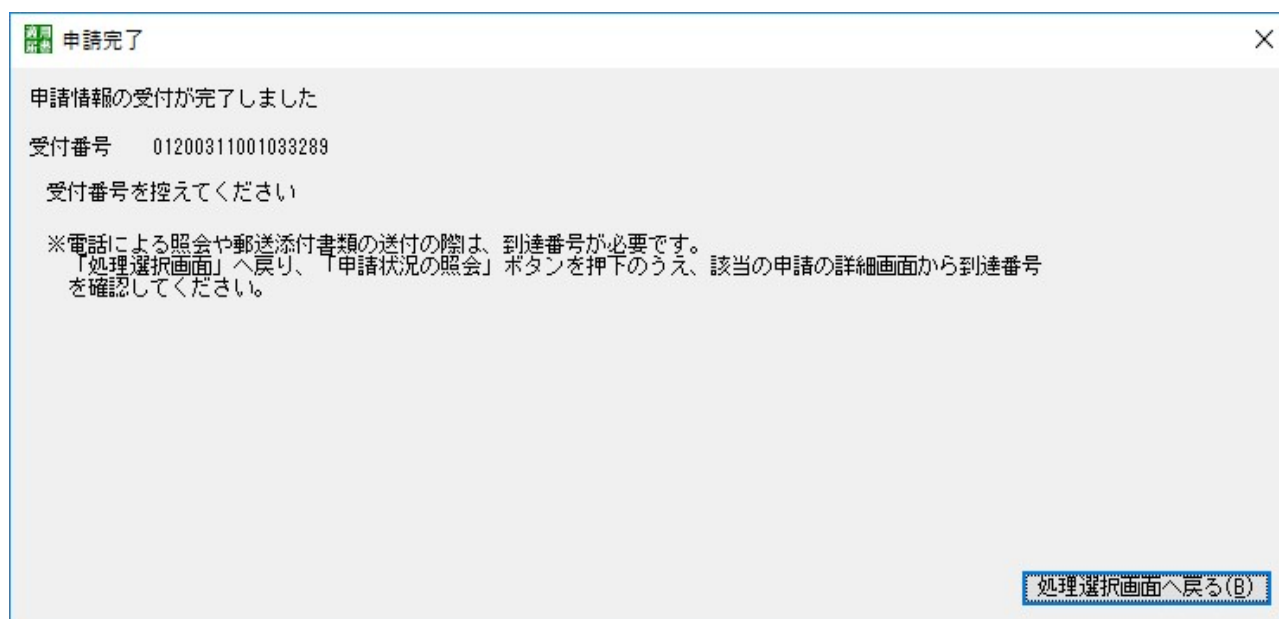 申請完了
申請情報の受付が完了しました
受付番号 01200311001033289
受付番号を控えてください
※電話による照会や郵送添付書類の送付の際は、到達番号が必要です。
「処理選択画面」へ戻り、「申請状況の照会」ボタンを押下のうえ、該当の申請の詳細画面から到達番号
を確認してください。
処理選択画面へ戻る(B)